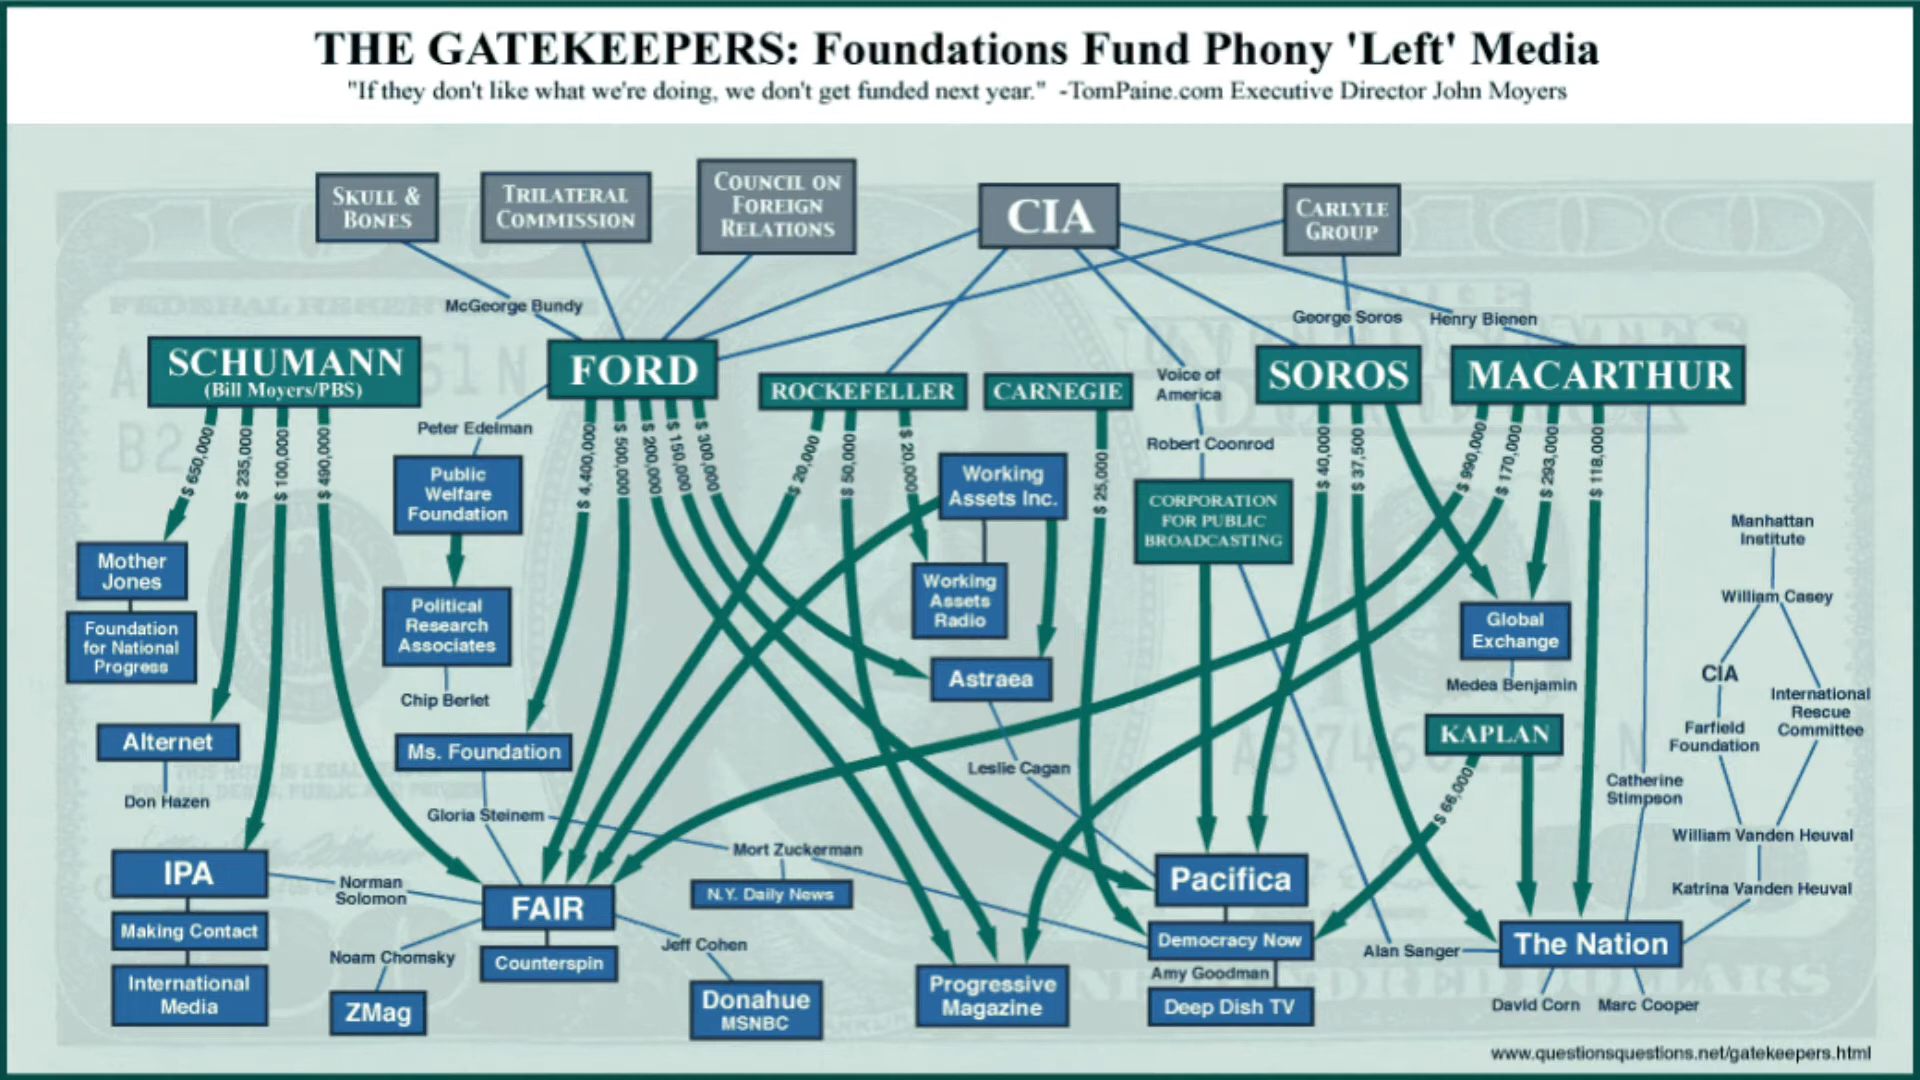 THE GATEKEEPERS: Foundations Fund Phony 'Left' Media
"If they don't like what we're doing, we don't get funded next year." -TomPaine.com Executive Director John Moyers
SKULL &
BONES
TRILATERAL
COMMISSION
COUNCIL ON
FOREIGN
RELATIONS
CIA
CARLYLE
GROUP
McGeorge Bundy
George Soros
Henry Bienen
SCHUMANN
(Bill Moyers/PBS)
FORD
ROCKEFELLER
CARNEGIE
Voice of
America
SOROS
MACARTHUR
$ 650,000
$ 235,000
$ 100,000
$ 490,000
Peter Edelman
$ 4,400,000
$ 500,000
$ 200,000
$ 150,000
$ 300,000
$ 20,000
$ 50,000
$ 20,000
$ 25,000
Robert Coonrod
$ 40,000
$ 37,500
$ 990,000
$ 170,000
$ 293,000
$ 118,000
Public
Welfare
Foundation
Working
Assets Inc.
CORPORATION
FOR PUBLIC
BROADCASTING
Manhattan
Institute
Mother
Jones
Foundation
for National
Progress
Political
Research
Associates
Working
Assets
Radio
Global
Exchange
William Casey
Chip Berlet
Astraea
Medea Benjamin
CIA
International
Rescue
Committee
Farfield
Foundation
Alternet
Ms. Foundation
KAPLAN
Don Hazen
Leslie Cagan
$ 66,000
Catherine
Stimpson
Gloria Steinem
William Vanden Heuval
Mort Zuckerman
IPA
Norman
Solomon
N.Y. Daily News
Pacifica
Katrina Vanden Heuval
FAIR
Making Contact
Noam Chomsky
Counterspin
Jeff Cohen
Democracy Now
Alan Sanger
The Nation
International
Media
ZMag
Donahue
MSNBC
Progressive
Magazine
Amy Goodman
Deep Dish TV
David Corn
Marc Cooper
www.questionsquestions.net/gatekeepers.html